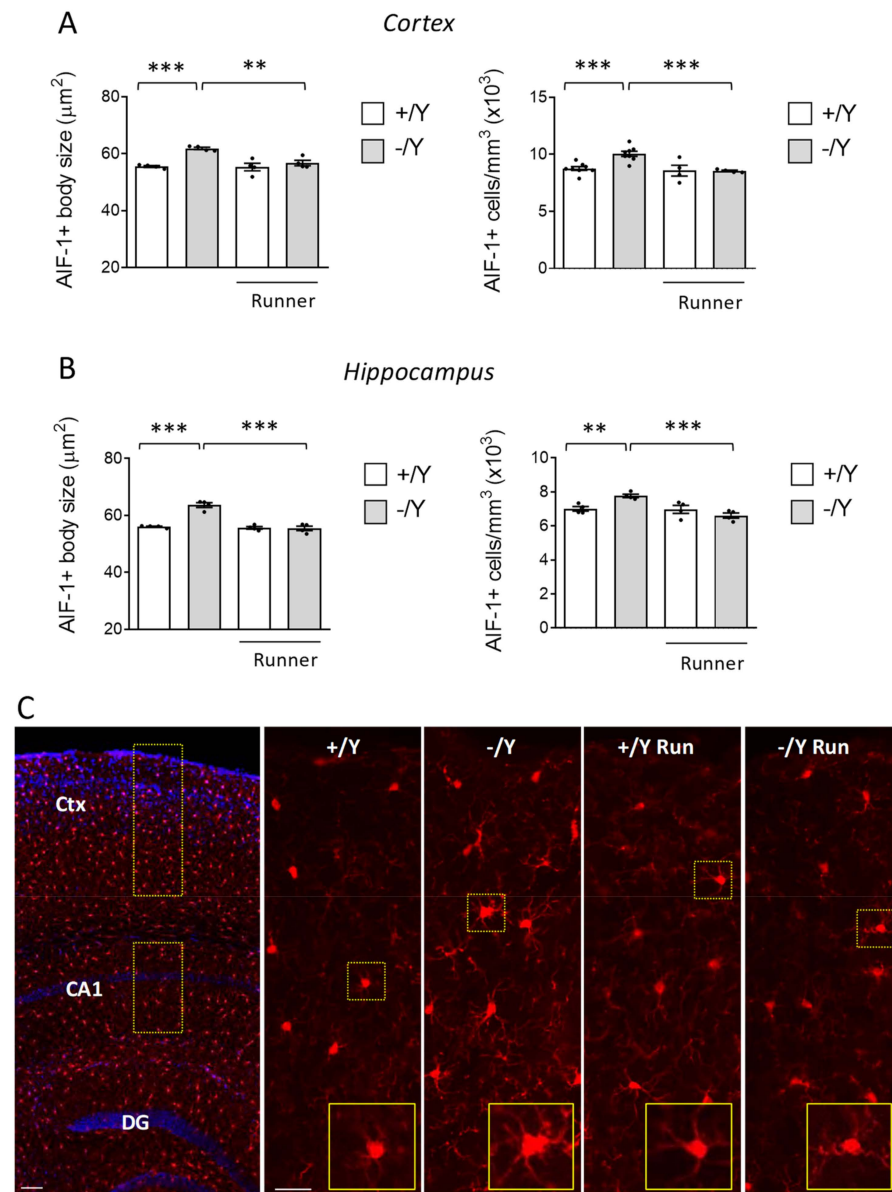 A
Cortex
AIF-1+ body size (µm²)
80
60
40
20
***
**
+/Y
-/Y
Runner
AIF-1+ cells/mm³ (x10³)
15
10
5
0
***
***
+/Y
-/Y
Runner
B
Hippocampus
AIF-1+ body size (µm²)
80
60
40
20
***
***
+/Y
-/Y
Runner
AIF-1+ cells/mm³ (x10³)
10
8
6
4
2
0
**
***
+/Y
-/Y
Runner
C
Ctx
CA1
DG
+/Y
-/Y
+/Y Run
-/Y Run